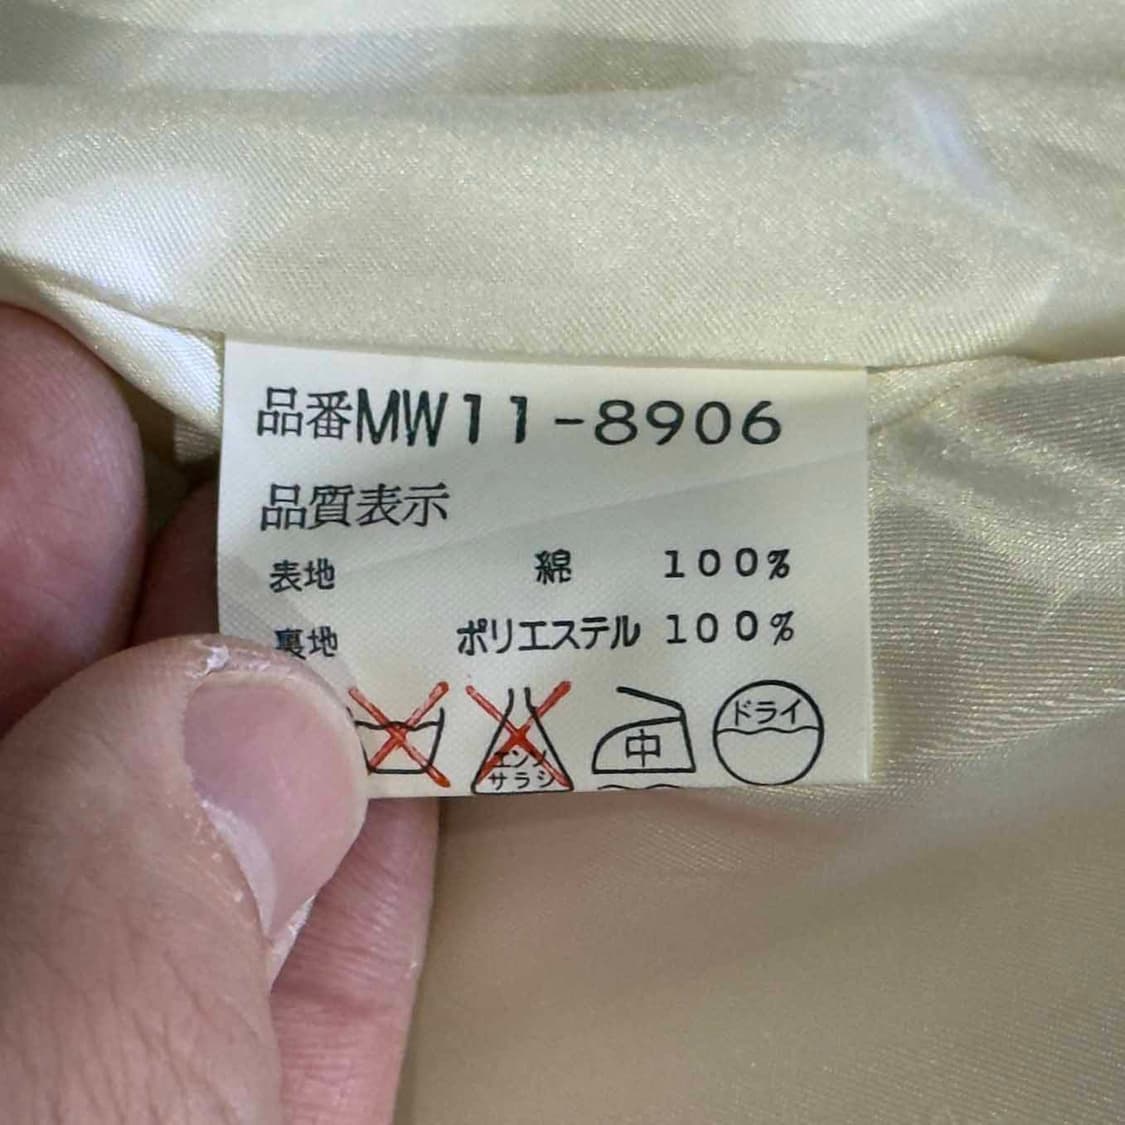 品番MW11-8906
品質表示
表地 綿 100%
裏地 ポリエステル 100%
エンソ
サラシ
中
ドライ